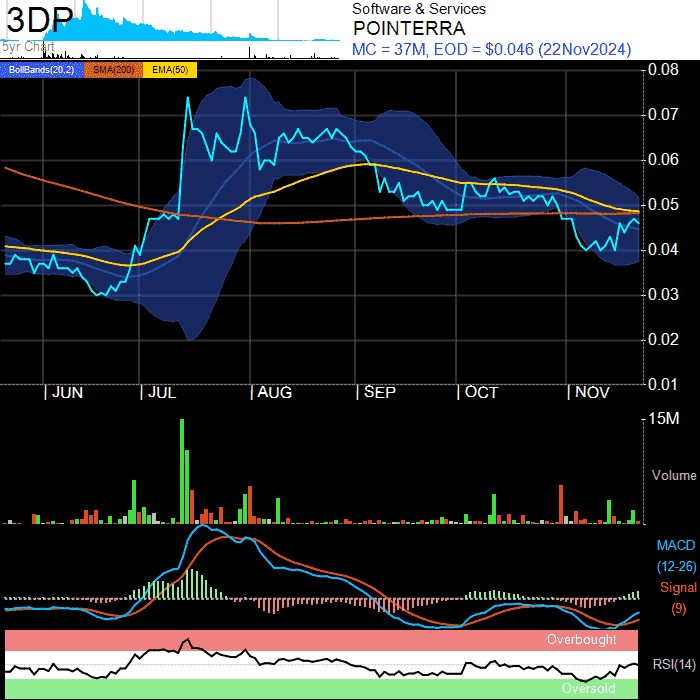 3DP
5yr Chart
Software & Services
POINTERRA
MC = 37M, EOD = $0.046 (22Nov2024)
BollBands(20,2) SMA(200) EMA(50)
0.08
0.07
0.06
0.05
0.04
0.03
0.02
0.01
JUN JUL AUG SEP OCT NOV
15M
Volume
MACD
(12-26)
Signal
(9)
Overbought
RSI(14)
Oversold